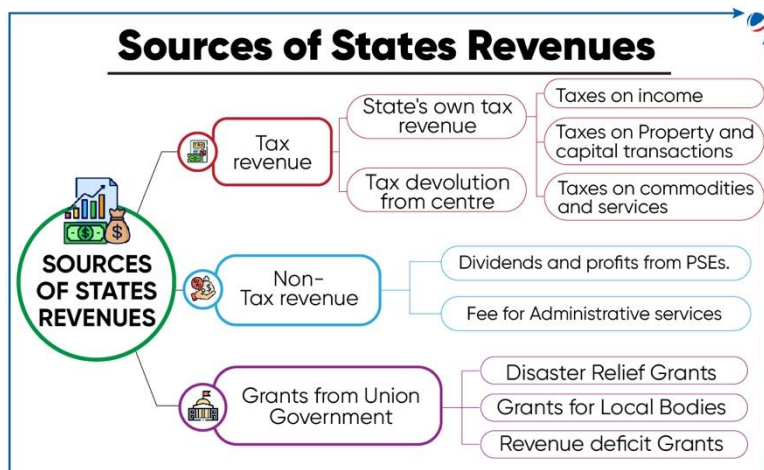 Sources of States Revenues
SOURCES
OF STATES
REVENUES
Tax
revenue
State's own tax
revenue
Taxes on income
Taxes on Property and
capital transactions
Taxes on commodities
and services
Tax devolution
from centre
Non-
Tax revenue
Dividends and profits from PSEs.
Fee for Administrative services
Grants from Union
Government
Disaster Relief Grants
Grants for Local Bodies
Revenue deficit Grants